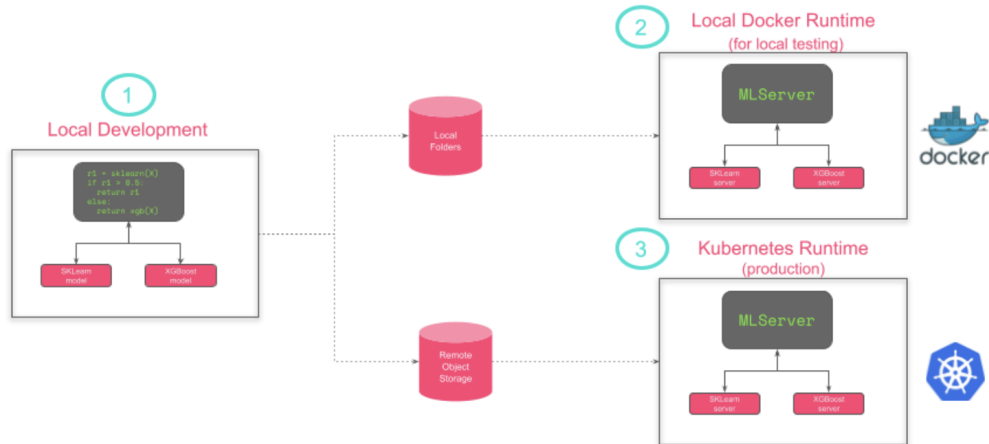 1
Local Development
r1 = sklearn(X)
if r1 > 0.5:
return r1
else:
return xgb(X)
SKLearn
model
XGBoost
model
Local
Folders
Remote
Object
Storage
2
Local Docker Runtime
(for local testing)
MLServer
SKLearn
server
XGBoost
server
docker
3
Kubernetes Runtime
(production)
MLServer
SKLearn
server
XGBoost
server